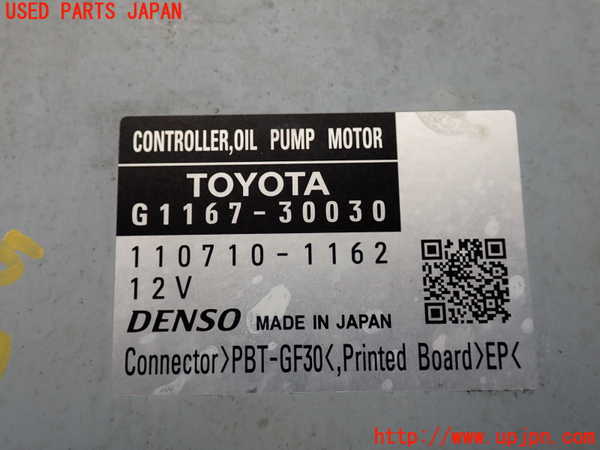 USED PARTS JAPAN
CONTROLLER,OIL PUMP MOTOR
TOYOTA
G1167-30030
110710-1162
12V
DENSO MADE IN JAPAN
Connector>PBT-GF30<,Printed Board>EP<
http://www.upjpn.com/